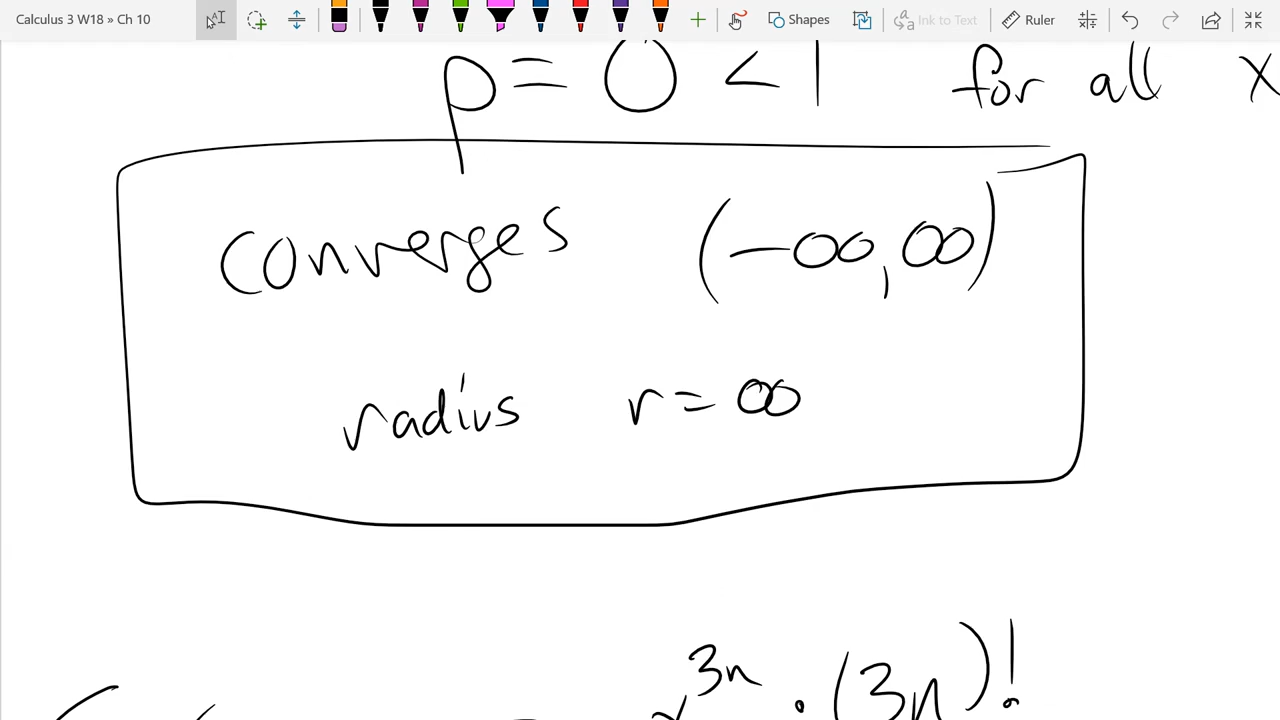 Calculus 3 W18 » Ch 10 Shapes Ink to Text Ruler
ρ = 0 < 1 for all x
converges (-∞, ∞)
radius r = ∞
x^3n · (3n)!